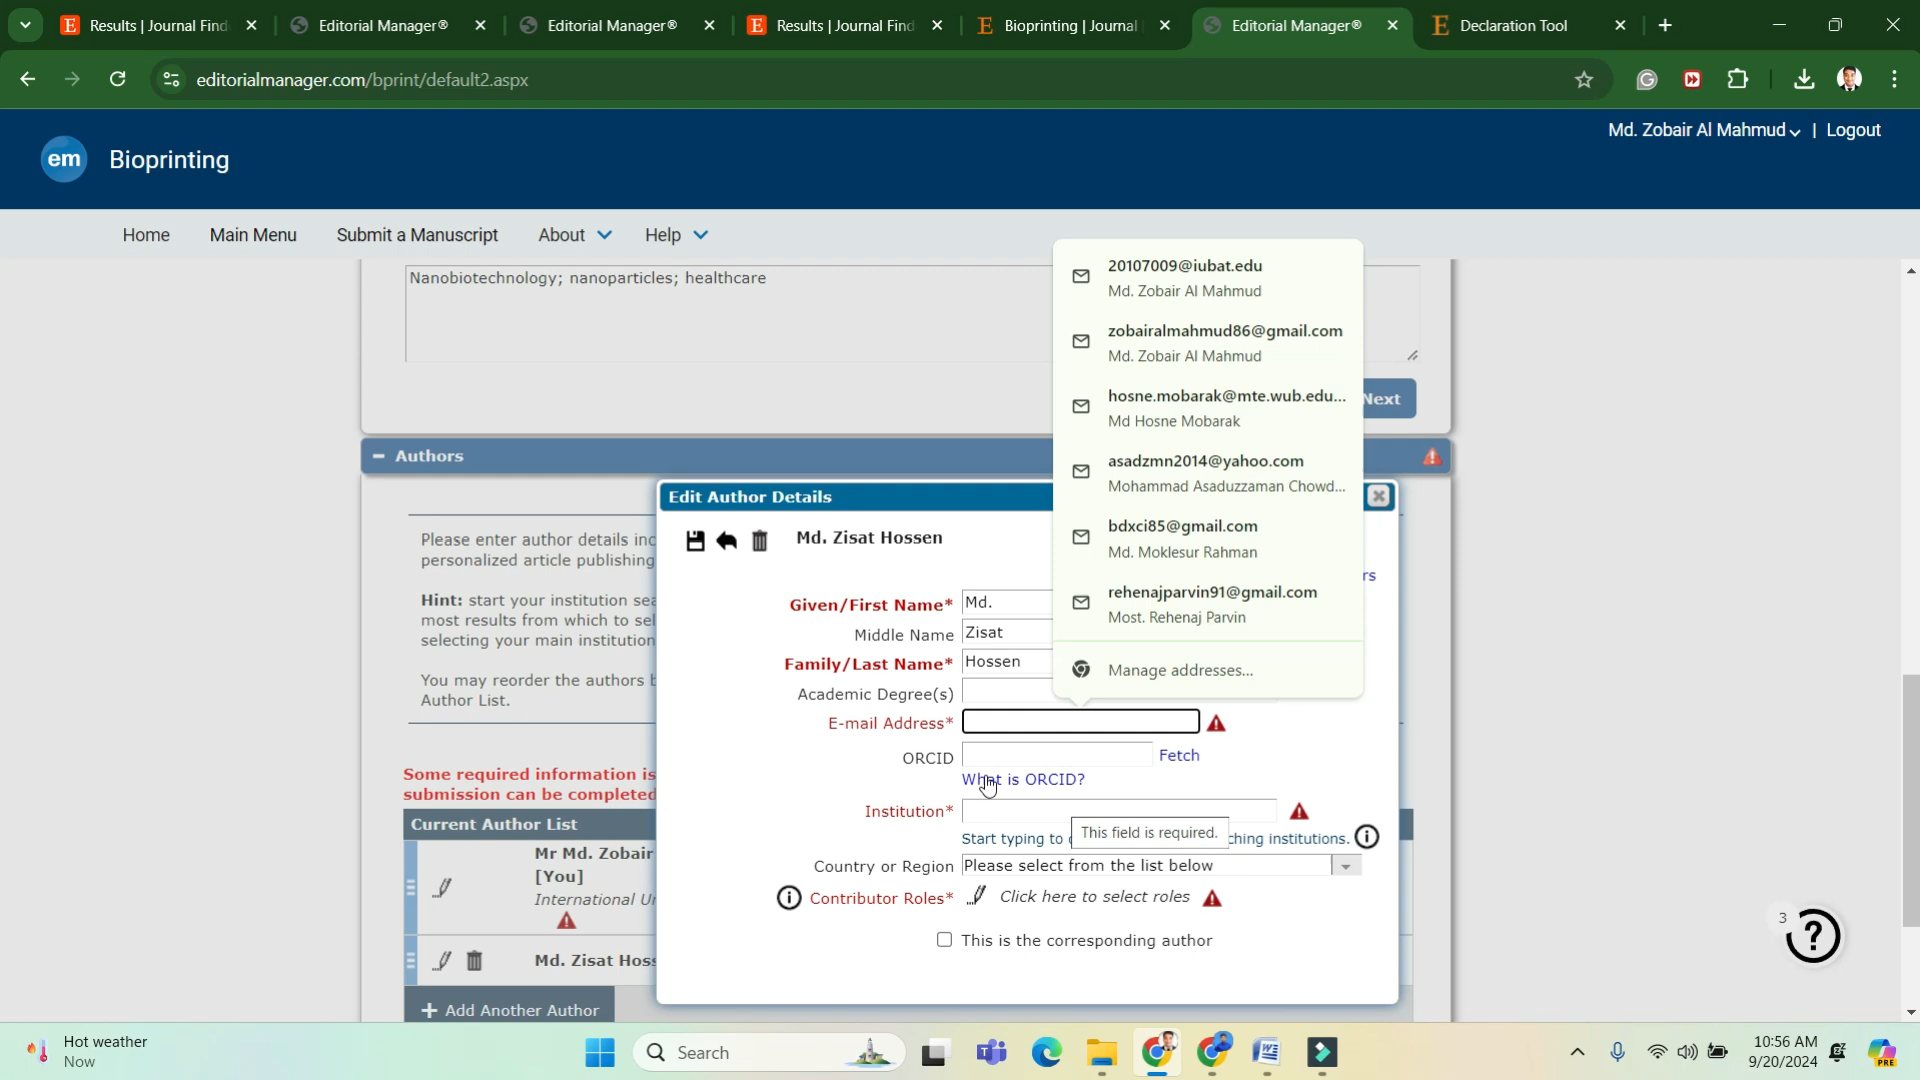 Results | Journal Find
Editorial Manager®
Editorial Manager®
Results | Journal Find
Bioprinting | Journal
Editorial Manager®
Declaration Tool
editorialmanager.com/bprint/default2.aspx
Md. Zobair Al Mahmud | Logout
em Bioprinting
Home Main Menu Submit a Manuscript About Help
Nanobiotechnology; nanoparticles; healthcare
20107009@iubat.edu
Md. Zobair Al Mahmud
zobairalmahmud86@gmail.com
Md. Zobair Al Mahmud
hosne.mobarak@mte.wub.edu...
Md Hosne Mobarak
asadzmn2014@yahoo.com
Mohammad Asaduzzaman Chowd...
bdxci85@gmail.com
Md. Moklesur Rahman
rehenajparvin91@gmail.com
Most. Rehenaj Parvin
Manage addresses...
Next
Authors
Please enter author details inc
personalized article publishing
Hint: start your institution sea
most results from which to sel
selecting your main institution
You may reorder the authors b
Author List.
Some required information is
submission can be completed
Current Author List
Mr Md. Zobair
[You]
International Un
Md. Zisat Hoss
+ Add Another Author
Edit Author Details
Md. Zisat Hossen
rs
Given/First Name* Md.
Middle Name Zisat
Family/Last Name* Hossen
Academic Degree(s)
E-mail Address*
ORCID Fetch
What is ORCID?
Institution*
This field is required.
Start typing to ching institutions.
Country or Region Please select from the list below
Contributor Roles* Click here to select roles
This is the corresponding author
3
?
Hot weather
Now
Search
10:56 AM
9/20/2024
PRE